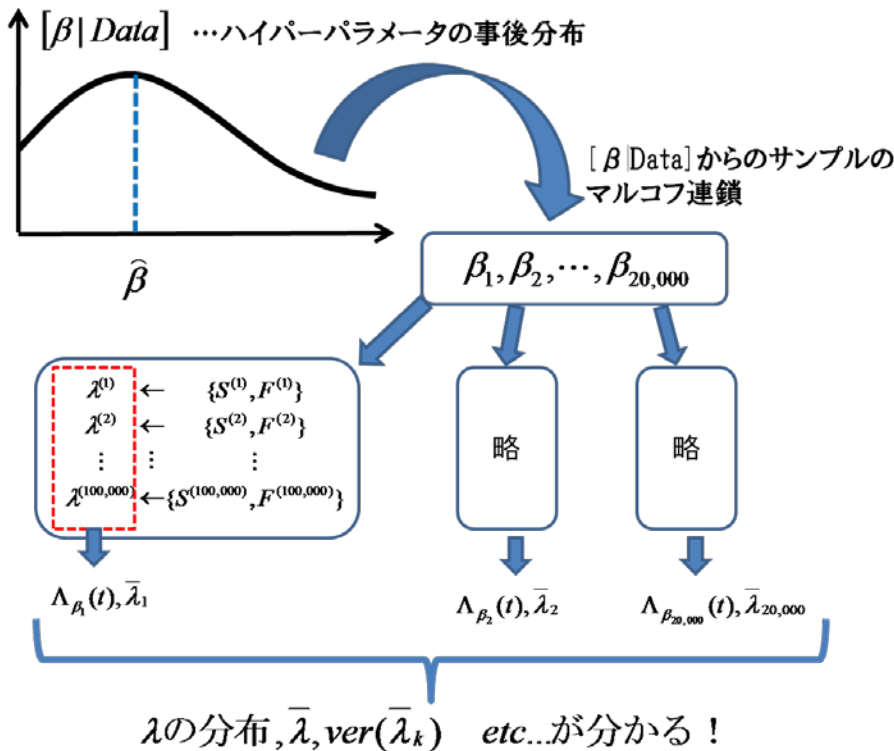 [β | Data] …ハイパーパラメータの事後分布
[β|Data]からのサンプルの
マルコフ連鎖
β̂
β₁, β₂, ⋯, β₂₀,₀₀₀
λ⁽¹⁾ ← {S⁽¹⁾, F⁽¹⁾}
λ⁽²⁾ ← {S⁽²⁾, F⁽²⁾}
⋮ ⋮ ⋮
λ⁽¹⁰⁰,⁰⁰⁰⁾ ← {S⁽¹⁰⁰,⁰⁰⁰⁾, F⁽¹⁰⁰,⁰⁰⁰⁾}
略
略
Λ_β₁(t), λ̄₁
Λ_β₂(t), λ̄₂
Λ_β₂₀,₀₀₀(t), λ̄₂₀,₀₀₀
λの分布, λ̄, ver(λ̄ₖ) etc...が分かる！